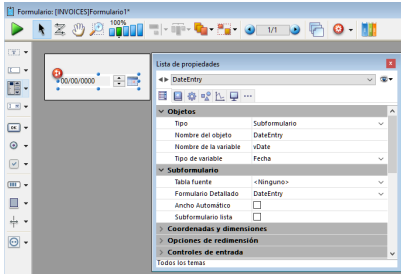 Formulario: [INVOICES]Formulario1*
100%
1/1
00/00/0000
Lista de propiedades
DateEntry
Objetos
Tipo Subformulario
Nombre del objeto DateEntry
Nombre de la variable vDate
Tipo de variable Fecha
Subformulario
Tabla fuente <Ninguno>
Formulario Detallado DateEntry
Ancho Automático
Subformulario lista
Coordenadas y dimensiones
Opciones de redimensión
Controles de entrada
Todos los temas
OK